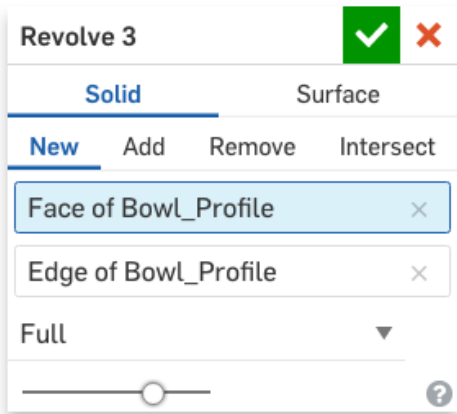 Revolve 3
Solid Surface
New Add Remove Intersect
Face of Bowl_Profile
Edge of Bowl_Profile
Full
?